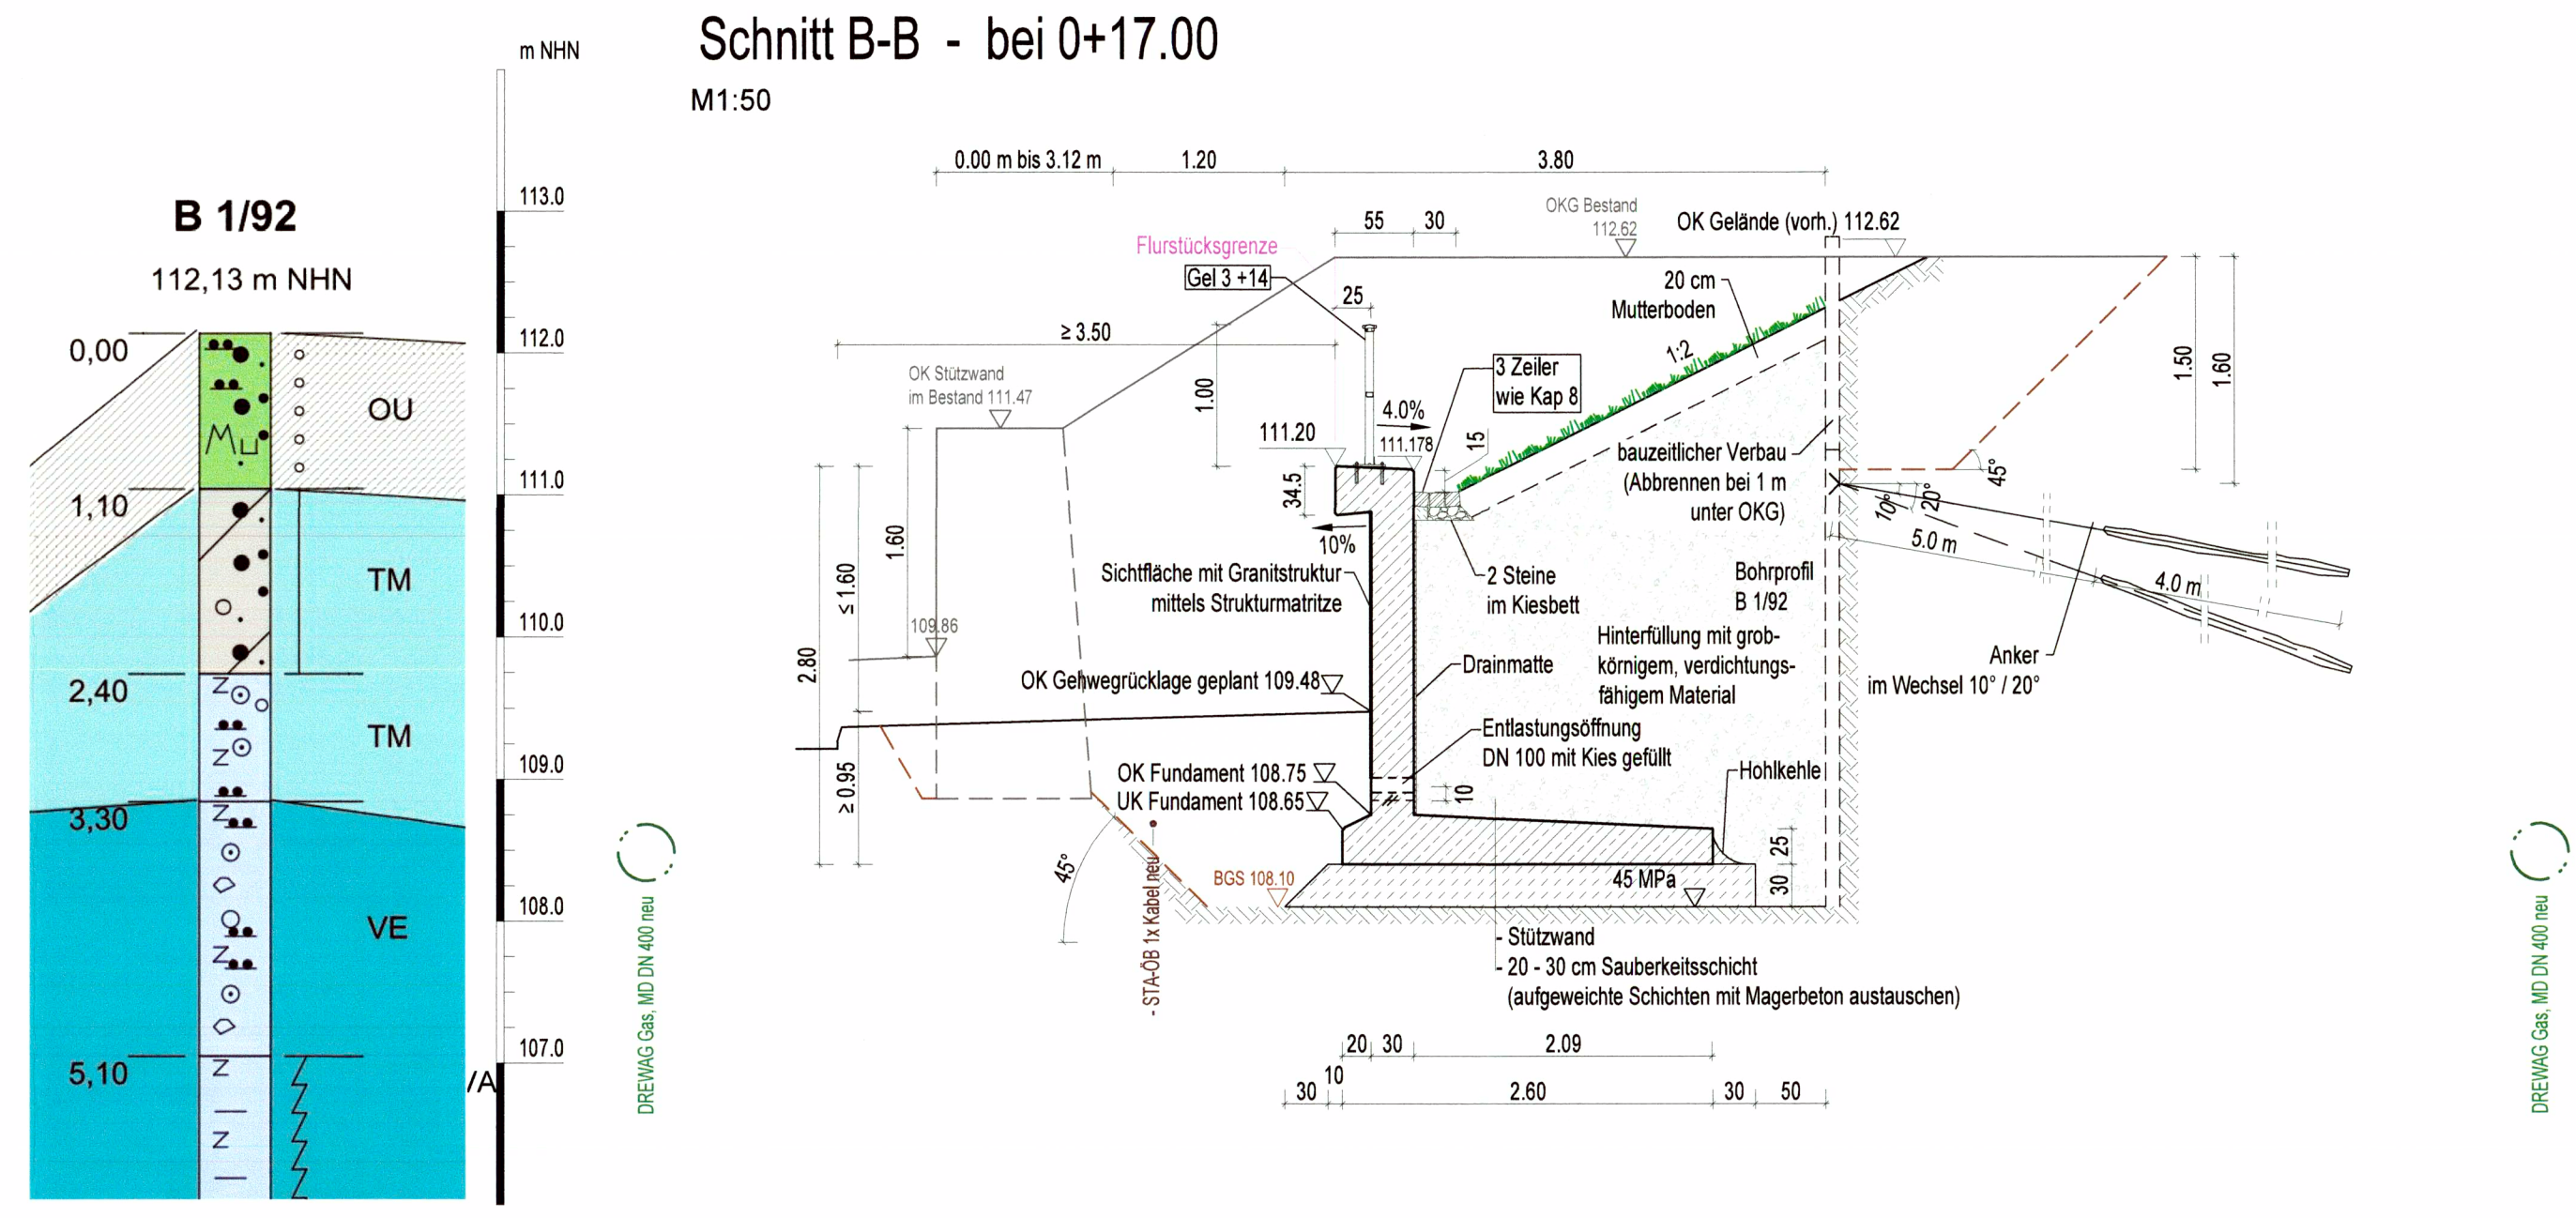 Schnitt B-B - bei 0+17.00
M1:50
m NHN
113.0
112.0
111.0
110.0
109.0
108.0
107.0
B 1/92
112,13 m NHN
0,00
1,10
2,40
3,30
5,10
Mu
OU
TM
TM
VE
/A
Z
Z
Z
Z
Z
Z
DREWAG Gas, MD DN 400 neu
0.00 m bis 3.12 m
1.20
3.80
55
30
OKG Bestand
112.62
OK Gelände (vorh.) 112.62
Flurstücksgrenze
Gel 3 +14
25
≥ 3.50
20 cm
Mutterboden
1:2
OK Stützwand
im Bestand 111.47
1.00
3 Zeiler
wie Kap 8
4.0%
111.20
111.178
15
34.5
10%
bauzeitlicher Verbau
(Abbrennen bei 1 m
unter OKG)
1.50
1.60
45°
10°
20°
5.0 m
4.0 m
Anker
im Wechsel 10° / 20°
1.60
≤ 1.60
2.80
≥ 0.95
109.86
Sichtfläche mit Granitstruktur
mittels Strukturmatritze
2 Steine
im Kiesbett
Bohrprofil
B 1/92
Hinterfüllung mit grob-
körnigem, verdichtungs-
fähigem Material
Drainmatte
OK Gehwegrücklage geplant 109.48
Entlastungsöffnung
DN 100 mit Kies gefüllt
OK Fundament 108.75
UK Fundament 108.65
10
Hohlkehle
25
30
45 MPa
45°
BGS 108.10
- STA-ÖB 1x Kabel neu
- Stützwand
- 20 - 30 cm Sauberkeitsschicht
(aufgeweichte Schichten mit Magerbeton austauschen)
20
30
2.09
30
10
2.60
30
50
DREWAG Gas, MD DN 400 neu